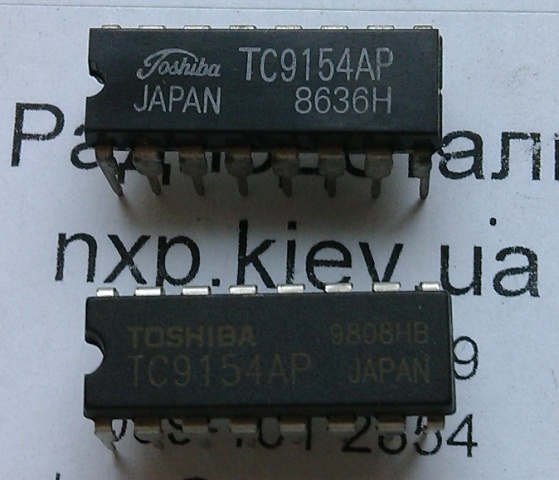 Toshiba TC9154AP
JAPAN 8636H
nxp.kiev.ua
TOSHIBA 9808HB
TC9154AP JAPAN